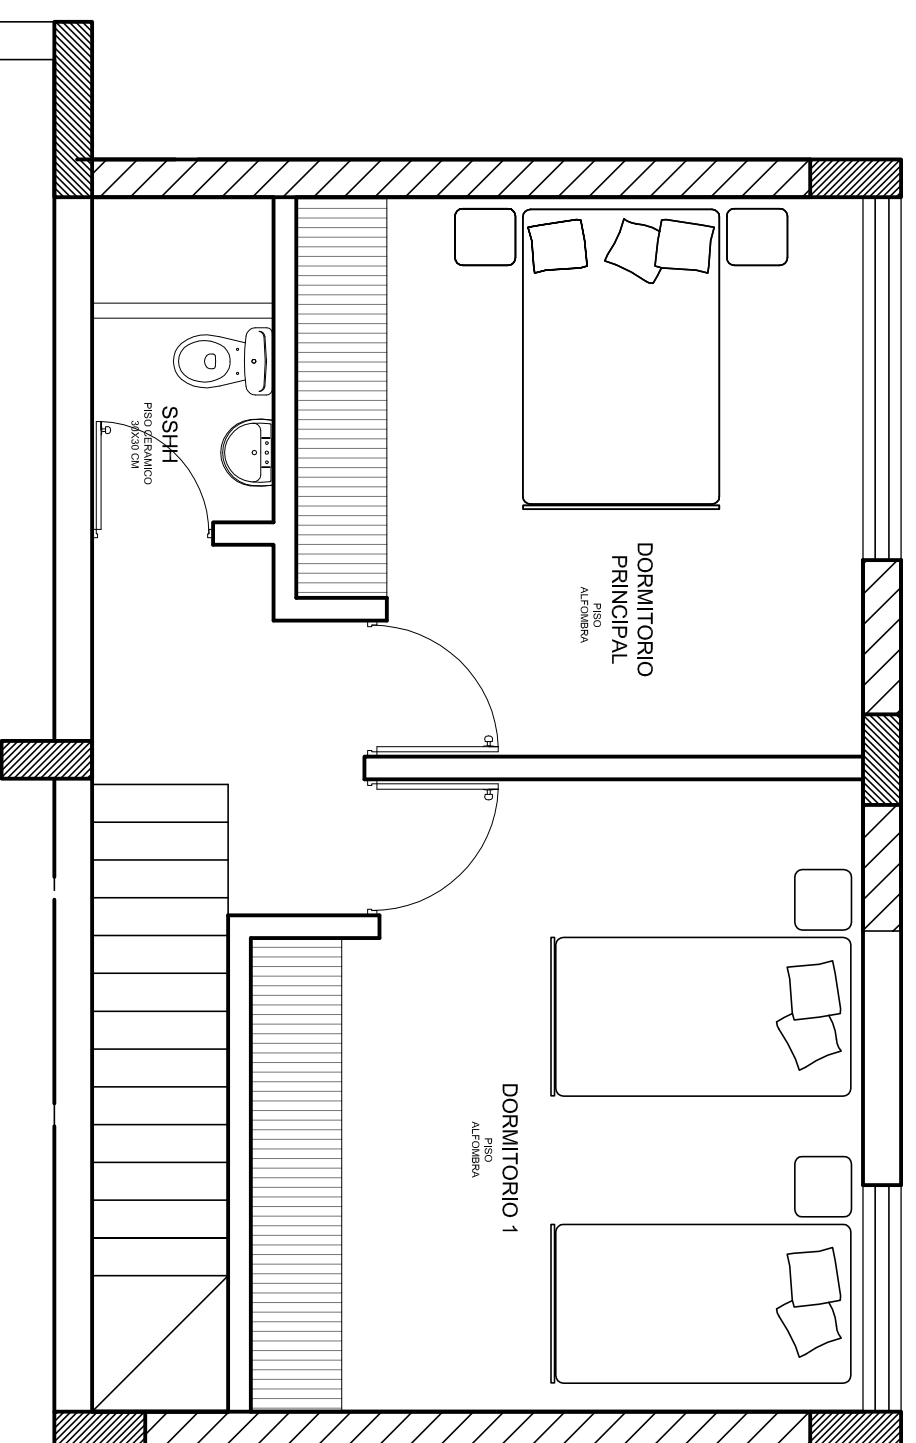 SSHH
PISO CERAMICO
30X30 CM
DORMITORIO
PRINCIPAL
PISO
ALFOMBRA
DORMITORIO 1
PISO
ALFOMBRA